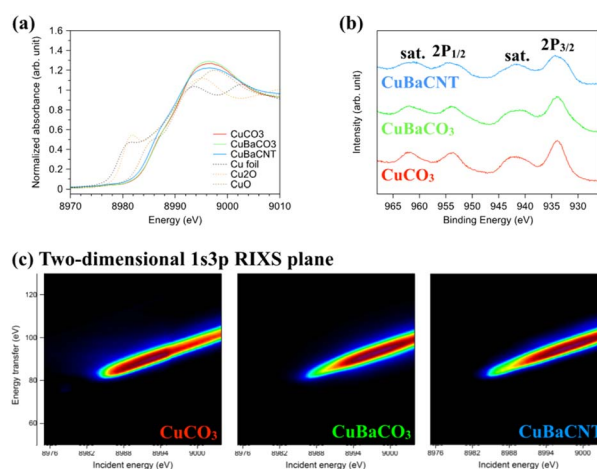 (a)
1.6
1.4
1.2
1
0.8
0.6
0.4
0.2
0
Normalized absorbance (arb. unit)
CuCO3
CuBaCO3
CuBaCNT
Cu foil
Cu2O
CuO
8970 8980 8990 9000 9010
Energy (eV)
(b)
sat. 2P1/2 sat. 2P3/2
CuBaCNT
CuBaCO3
CuCO3
Intensity (arb. unit)
965 960 955 950 945 940 935 930
Binding Energy (eV)
(c) Two-dimensional 1s3p RIXS plane
120
100
80
60
Energy transfer (eV)
CuCO3 CuBaCO3 CuBaCNT
8976 8982 8988 8994 9000 8976 8982 8988 8994 9000 8976 8982 8988 8994 9000
Incident energy (eV) Incident energy (eV) Incident energy (eV)